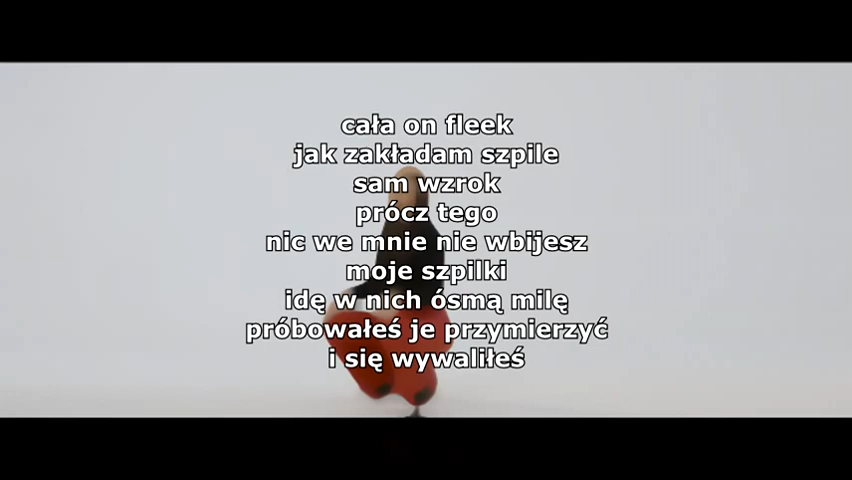 cała on fleek
jak zakładam szpile
sam wzrok
prócz tego
nic we mnie nie wbijesz
moje szpilki
idę w nich ósmą milę
próbowałeś je przymierzyć
i się wywaliłeś